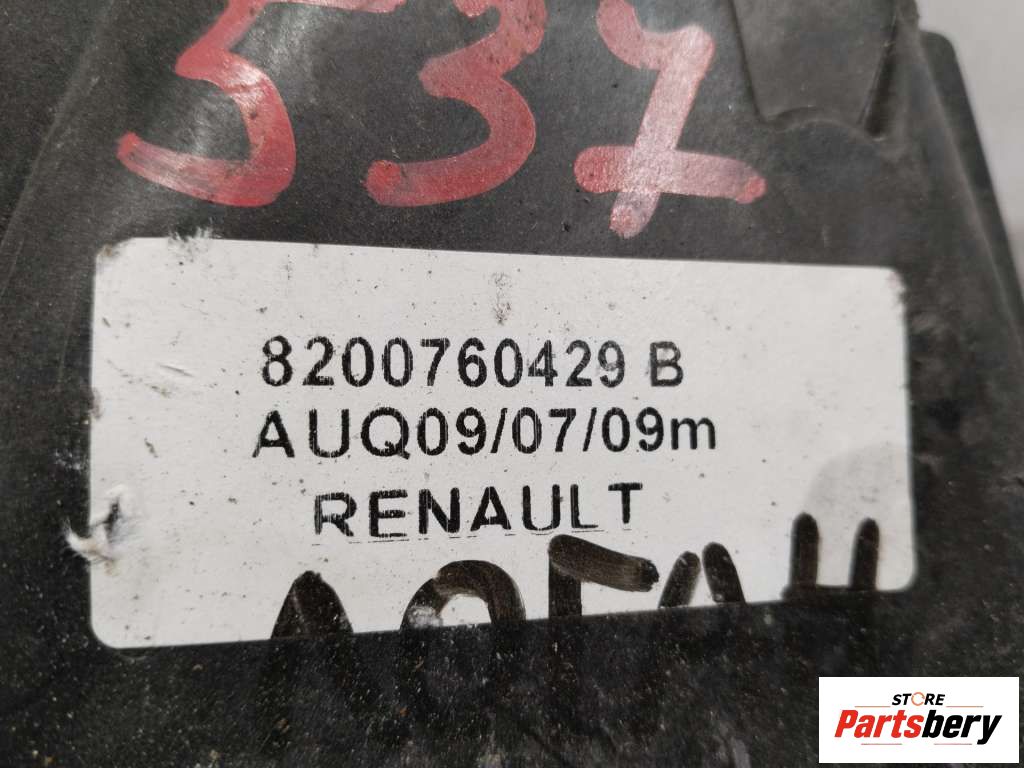 537
8200760429 B
AUQ09/07/09m
RENAULT
STORE
Partsbery